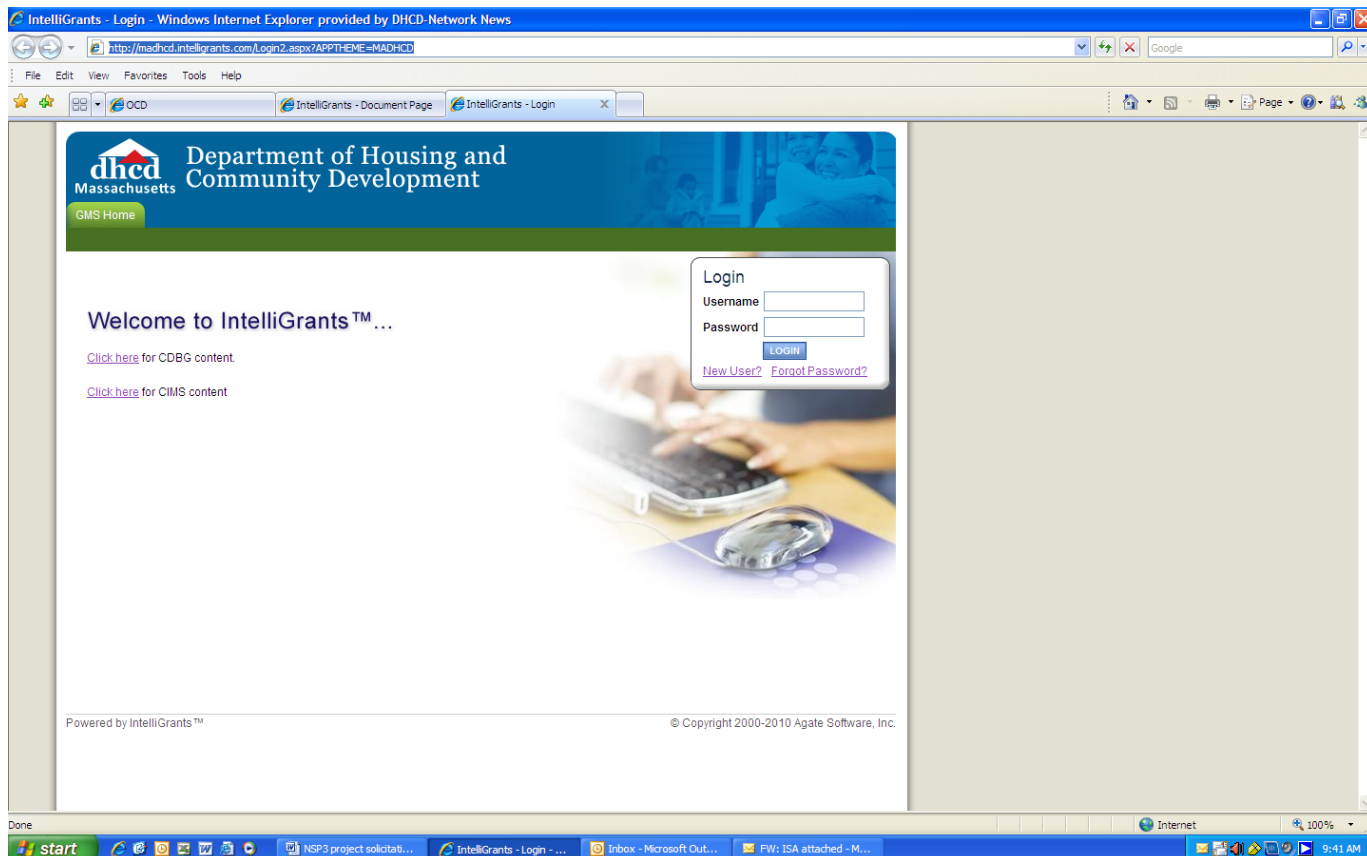 IntelliGrants - Login - Windows Internet Explorer provided by DHCD-Network News
http://madhcd.intelligrants.com/Login2.aspx?APPTHEME=MADHCD
Google
File Edit View Favorites Tools Help
OCD
IntelliGrants - Document Page
IntelliGrants - Login
Page
dhcd
Massachusetts
Department of Housing and
Community Development
GMS Home
Login
Username
Password
LOGIN
New User? Forgot Password?
Welcome to IntelliGrants™...
Click here for CDBG content.
Click here for CIMS content
Powered by IntelliGrants™
© Copyright 2000-2010 Agate Software, Inc.
Done
Internet
100%
start
NSP3 project solicitati...
IntelliGrants - Login - ...
Inbox - Microsoft Out...
FW: ISA attached - M...
9:41 AM